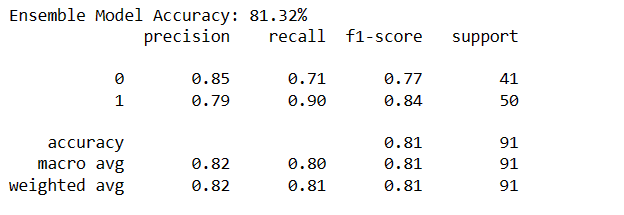 Ensemble Model Accuracy: 81.32%
precision recall f1-score support
0 0.85 0.71 0.77 41
1 0.79 0.90 0.84 50
accuracy 0.81 91
macro avg 0.82 0.80 0.81 91
weighted avg 0.82 0.81 0.81 91